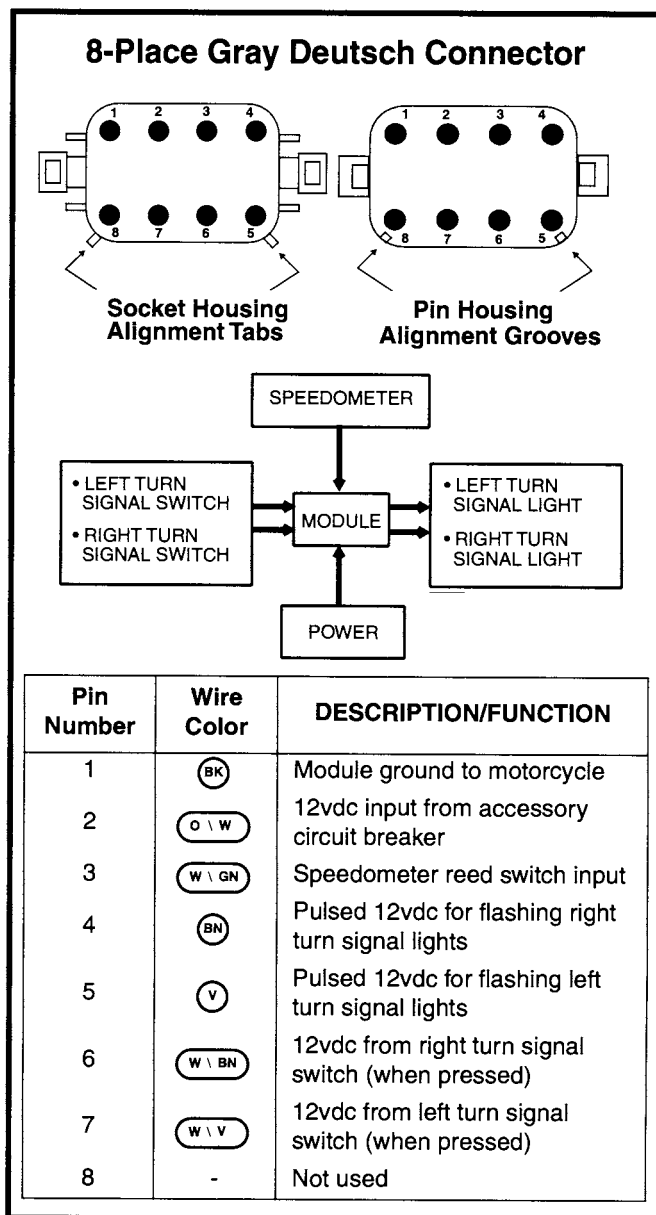 8-Place Gray Deutsch Connector
1 2 3 4
8 7 6 5
1 2 3 4
8 7 6 5
Socket Housing
Alignment Tabs
Pin Housing
Alignment Grooves
SPEEDOMETER
• LEFT TURN
SIGNAL SWITCH
• RIGHT TURN
SIGNAL SWITCH
MODULE
• LEFT TURN
SIGNAL LIGHT
• RIGHT TURN
SIGNAL LIGHT
POWER
Pin
Number
Wire
Color
DESCRIPTION/FUNCTION
1 BK Module ground to motorcycle
2 O \ W 12vdc input from accessory
circuit breaker
3 W \ GN Speedometer reed switch input
4 BN Pulsed 12vdc for flashing right
turn signal lights
5 V Pulsed 12vdc for flashing left
turn signal lights
6 W \ BN 12vdc from right turn signal
switch (when pressed)
7 W \ V 12vdc from left turn signal
switch (when pressed)
8 - Not used